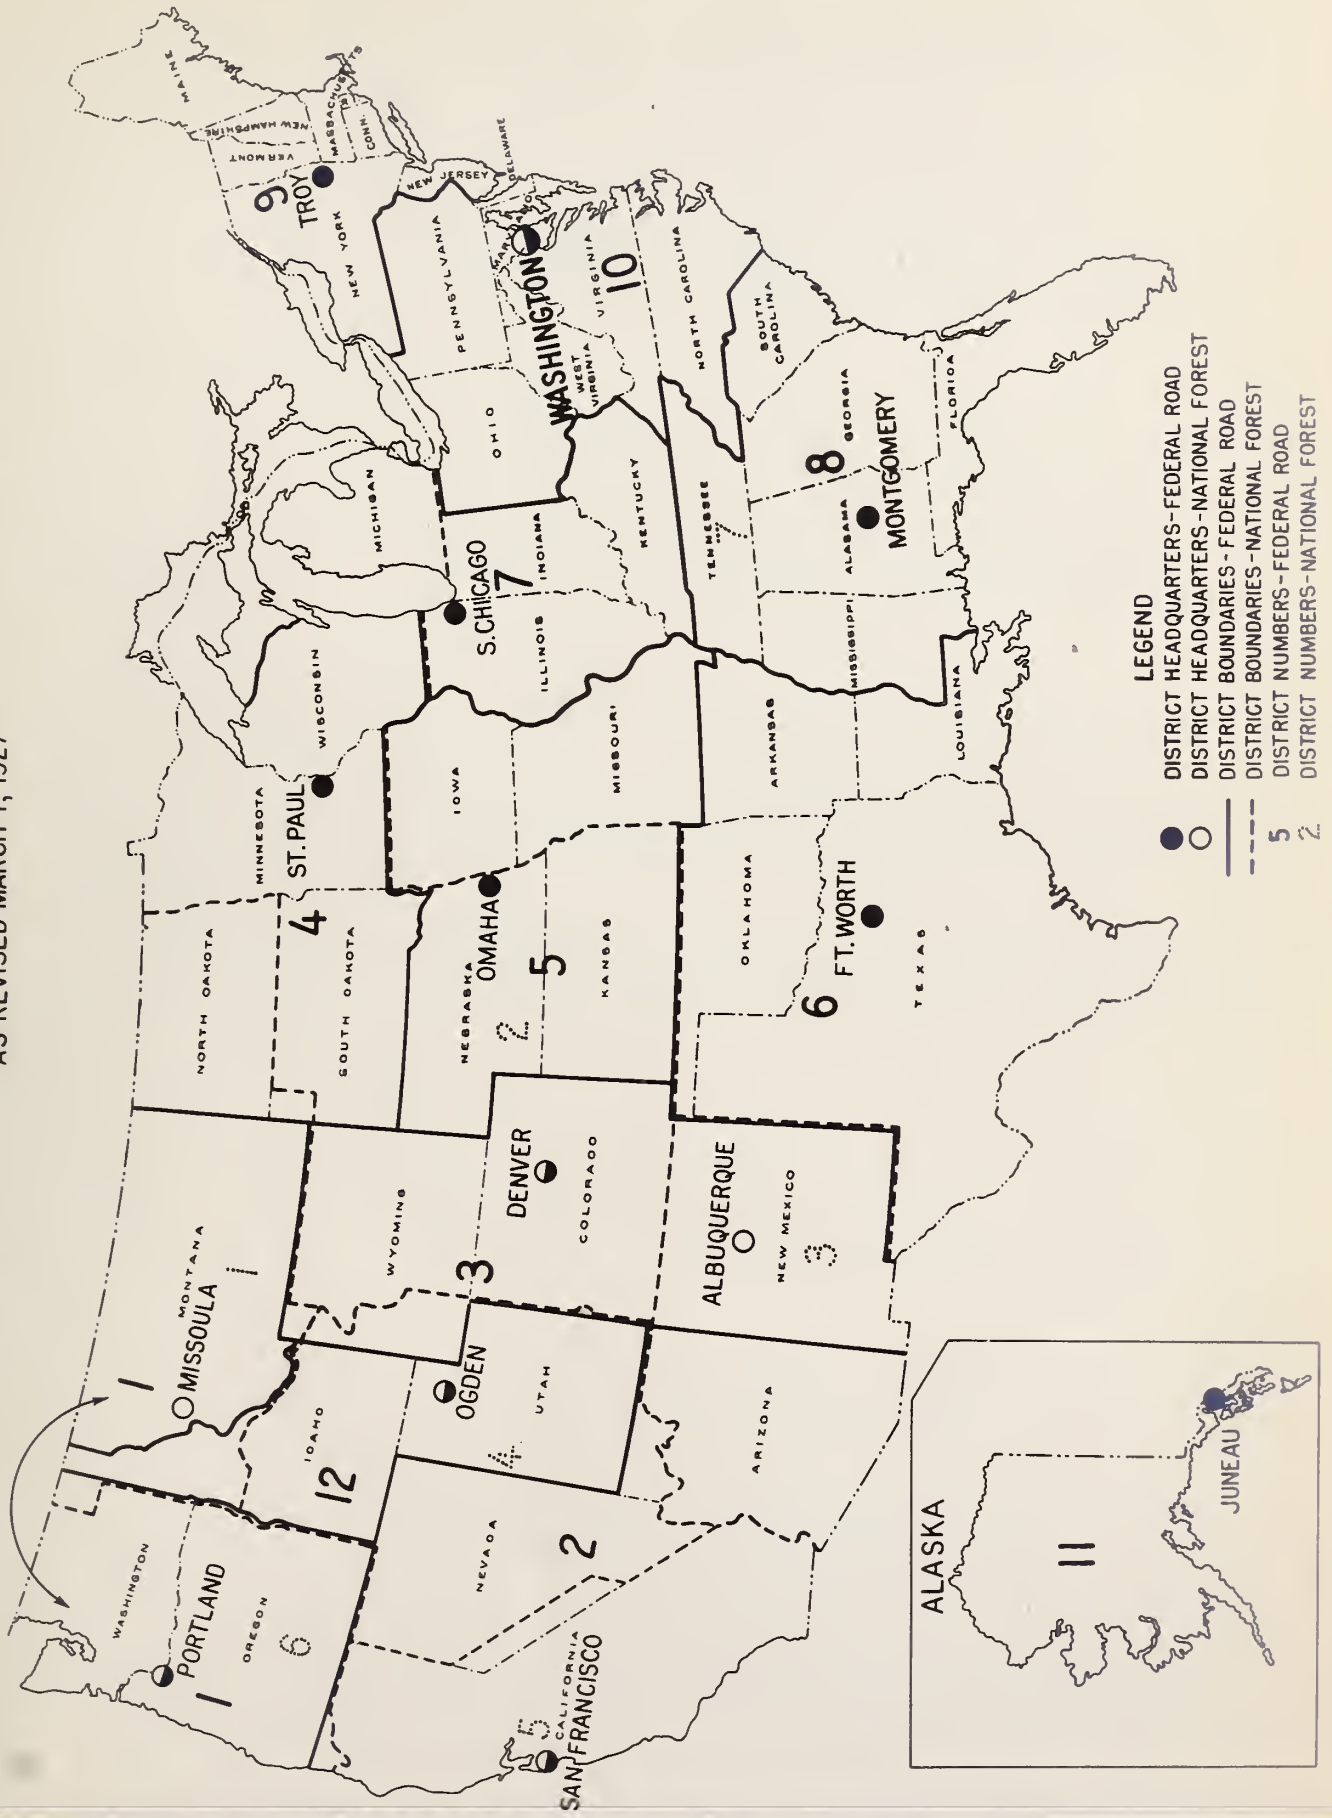 AS REVISED MARCH 1, 1927
WASHINGTON
PORTLAND
OREGON
1
6
1
MISSOULA
MONTANA
1
IDAHO
12
NORTH DAKOTA
SOUTH DAKOTA
4
MINNESOTA
ST. PAUL
WISCONSIN
MICHIGAN
9
TROY
NEW YORK
VERMONT
NEW HAMPSHIRE
MAINE
MASSACHUSETTS
CONN.
R.I.
WYOMING
NEBRASKA
OMAHA
2
5
IOWA
S. CHICAGO
7
ILLINOIS
INDIANA
OHIO
PENNSYLVANIA
NEW JERSEY
DELAWARE
MARYLAND
WASHINGTON
WEST
VIRGINIA
VIRGINIA
10
NEVADA
2
OGDEN
UTAH
4
3
DENVER
COLORADO
KANSAS
MISSOURI
KENTUCKY
5
CALIFORNIA
SAN FRANCISCO
ARIZONA
ALBUQUERQUE
NEW MEXICO
3
OKLAHOMA
6
FT. WORTH
TEXAS
ARKANSAS
LOUISIANA
TENNESSEE
7
MISSISSIPPI
ALABAMA
MONTGOMERY
8
GEORGIA
FLORIDA
NORTH CAROLINA
SOUTH
CAROLINA
ALASKA
11
JUNEAU
LEGEND
DISTRICT HEADQUARTERS-FEDERAL ROAD
DISTRICT HEADQUARTERS-NATIONAL FOREST
DISTRICT BOUNDARIES-FEDERAL ROAD
DISTRICT BOUNDARIES-NATIONAL FOREST
5 DISTRICT NUMBERS-FEDERAL ROAD
2 DISTRICT NUMBERS-NATIONAL FOREST